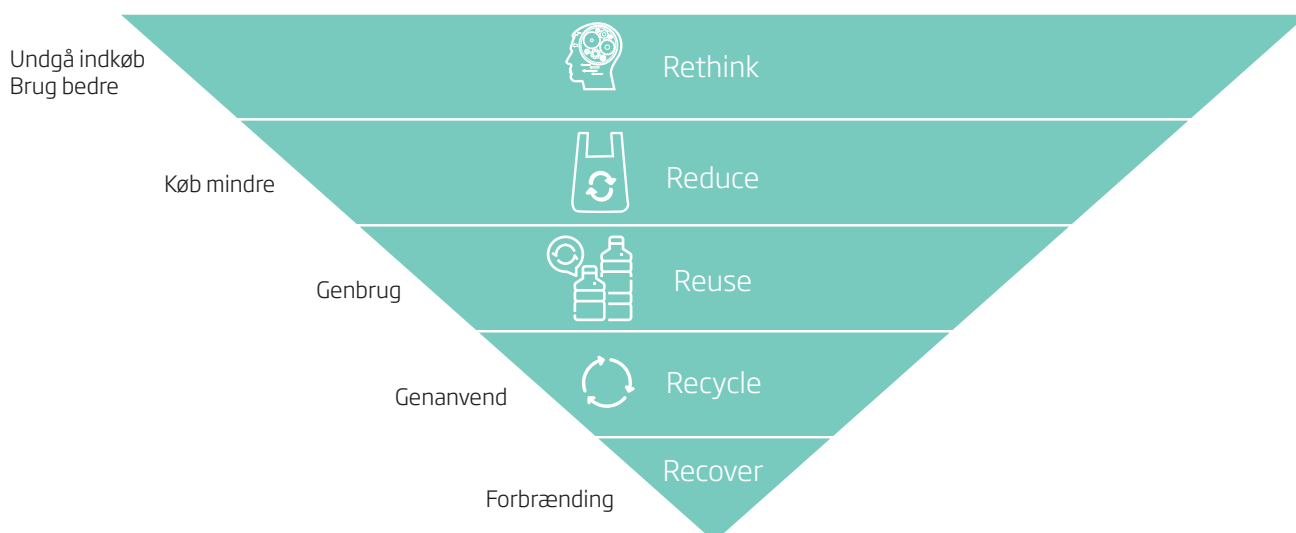 Undgå indkøb
Brug bedre
Rethink
Køb mindre
Reduce
Genbrug
Reuse
Genanvend
Recycle
Forbrænding
Recover